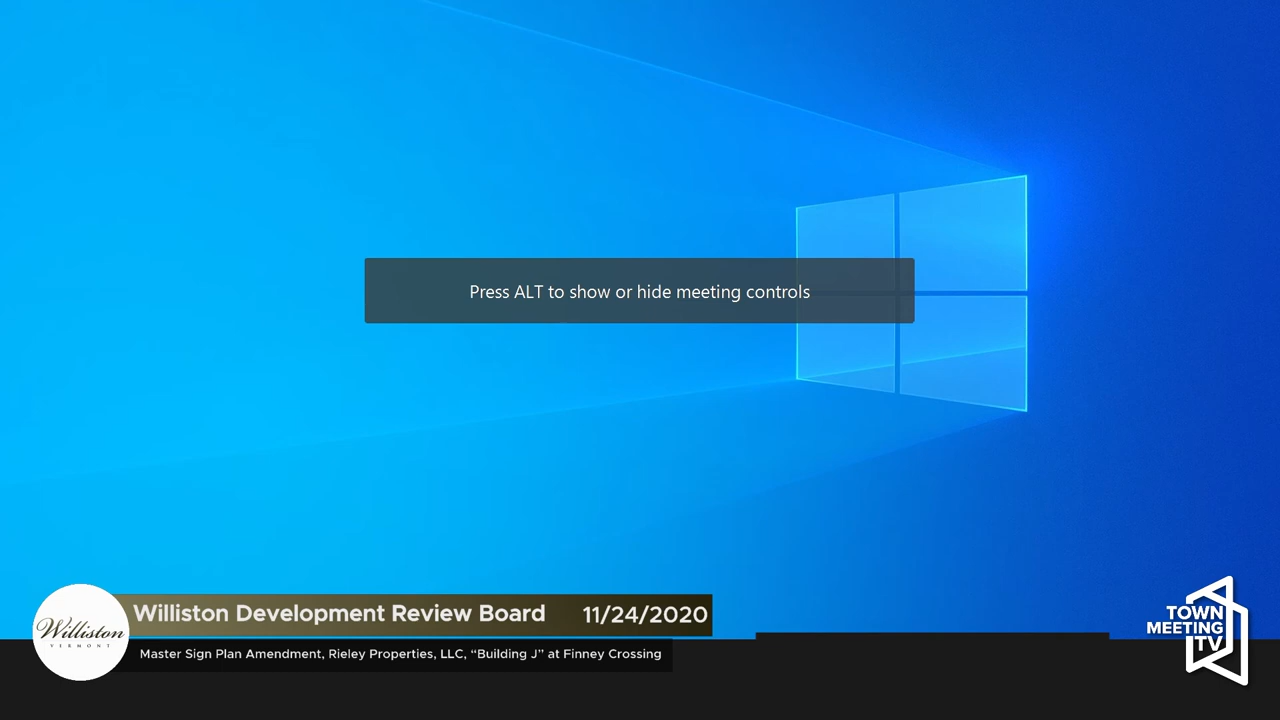 Press ALT to show or hide meeting controls
Williston Development Review Board 11/24/2020
Williston
VERMONT
Master Sign Plan Amendment, Rieley Properties, LLC, “Building J” at Finney Crossing
TOWN
MEETING
TV